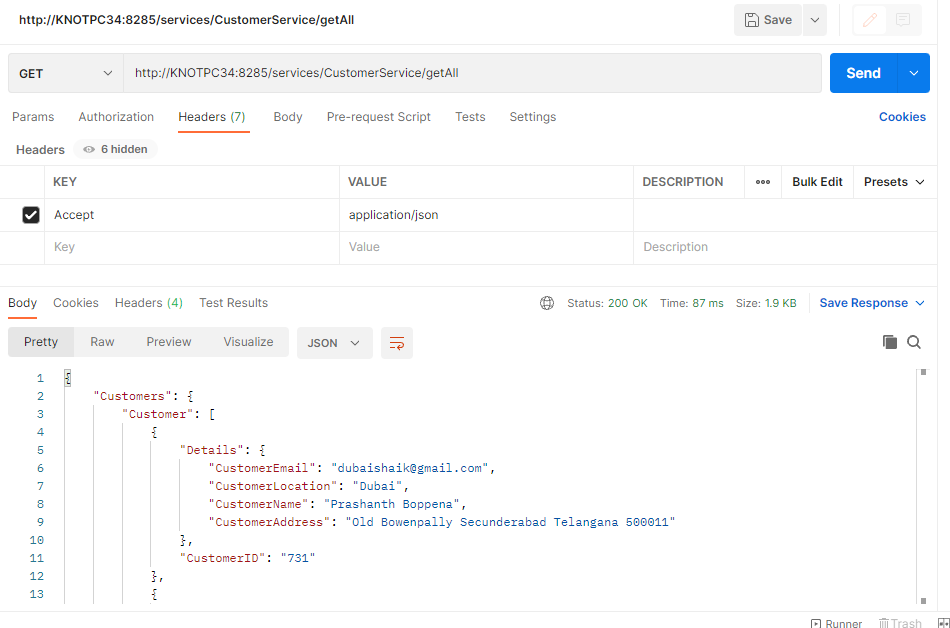 http://KNOTPC34:8285/services/CustomerService/getAll Save
GET http://KNOTPC34:8285/services/CustomerService/getAll Send
Params Authorization Headers (7) Body Pre-request Script Tests Settings Cookies
Headers 6 hidden
KEY VALUE DESCRIPTION ••• Bulk Edit Presets
Accept application/json
Key Value Description
Body Cookies Headers (4) Test Results Status: 200 OK Time: 87 ms Size: 1.9 KB Save Response
Pretty Raw Preview Visualize JSON
1 {
2 "Customers": {
3 "Customer": [
4 {
5 "Details": {
6 "CustomerEmail": "dubaishaik@gmail.com",
7 "CustomerLocation": "Dubai",
8 "CustomerName": "Prashanth Boppena",
9 "CustomerAddress": "Old Bowenpally Secunderabad Telangana 500011"
10 },
11 "CustomerID": "731"
12 },
13 {
Runner Trash